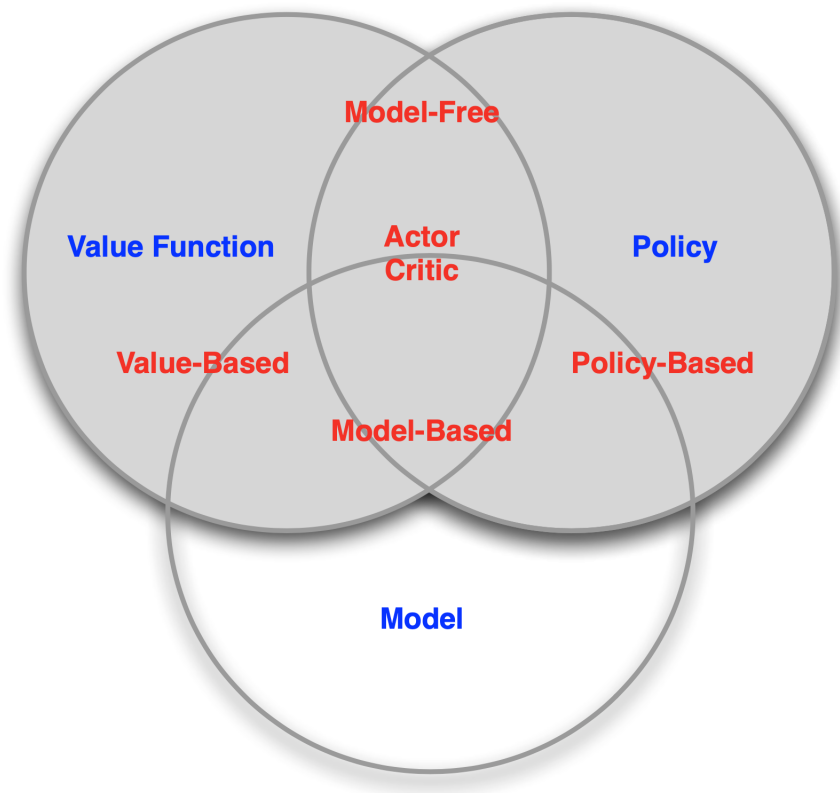 Model-Free
Actor
Critic
Value Function
Policy
Value-Based
Policy-Based
Model-Based
Model